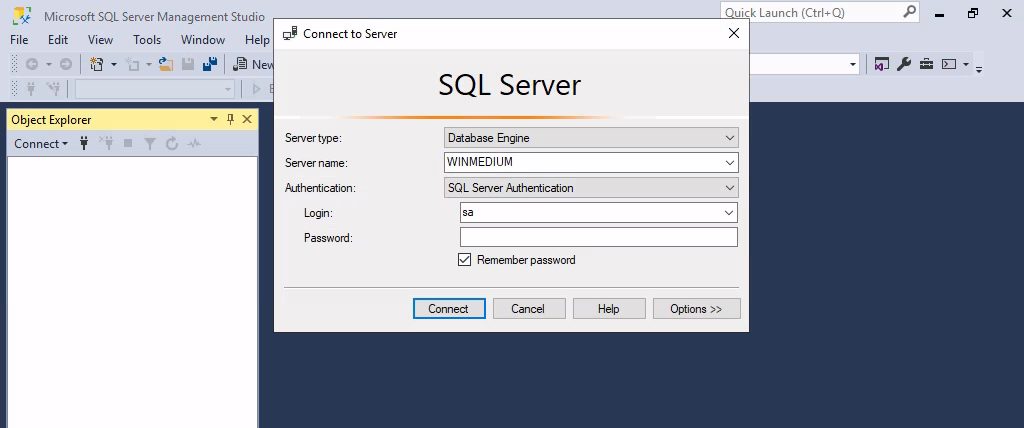 Microsoft SQL Server Management Studio
Quick Launch (Ctrl+Q)
File Edit View Tools Window Help
New
Connect to Server
SQL Server
Object Explorer
Connect
Server type: Database Engine
Server name: WINMEDIUM
Authentication: SQL Server Authentication
Login: sa
Password:
Remember password
Connect Cancel Help Options >>